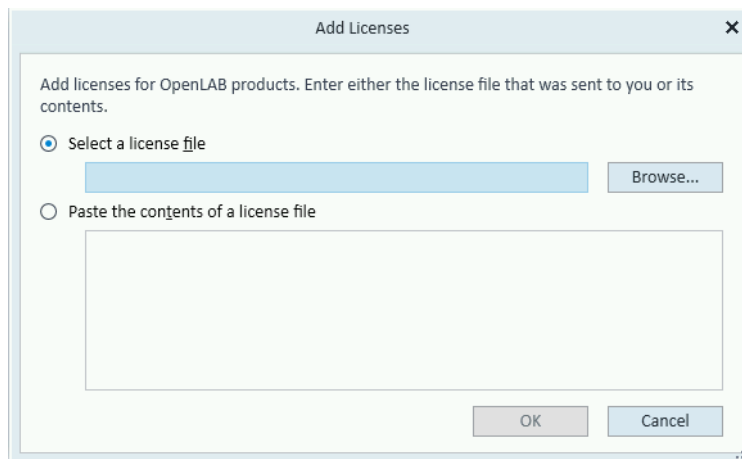 Add Licenses
Add licenses for OpenLAB products. Enter either the license file that was sent to you or its
contents.
Select a license file
Browse...
Paste the contents of a license file
OK
Cancel